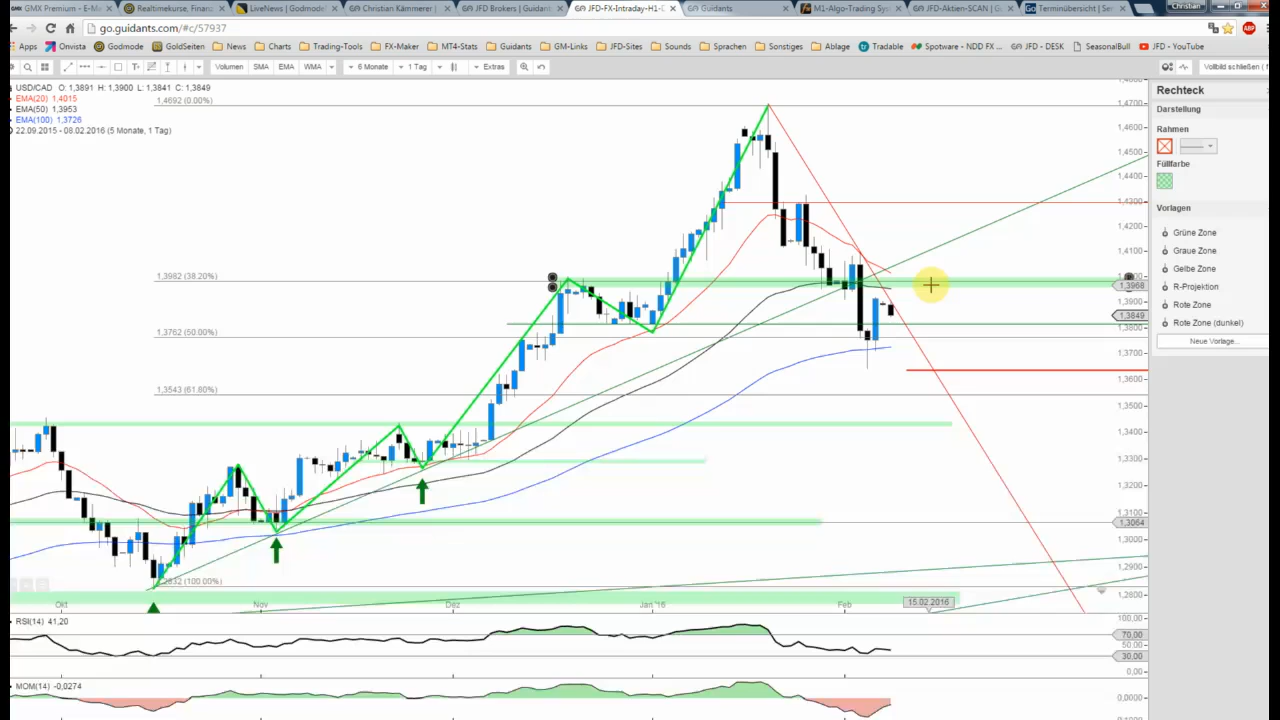 GMX Premium - E-M
Realtimekurse, Finanz
LiveNews | Godmode
Christian Kämmerer |
JFD Brokers | Guidants
JFD-FX-Intraday-H1-C
Guidants
M1-Algo-Trading Sys
JFD-Aktien-SCAN | G
Terminübersicht | Ser
Christian
go.guidants.com/#c/57937
Apps
Onvista
Godmode
GoldSeiten
News
Charts
Trading-Tools
FX-Maker
MT4-Stats
Guidants
GM-Links
JFD-Sites
Sounds
Sprachen
Sonstiges
Ablage
Tradable
Spotware - NDD FX ...
JFD - DESK
SeasonalBull
JFD - YouTube
Volumen
SMA
EMA
WMA
6 Monate
1 Tag
Extras
Vollbild schließen (
USD/CAD O: 1,3891 H: 1,3900 L: 1,3841 C: 1,3849
EMA(20) 1,4015
EMA(50) 1,3953
EMA(100) 1,3726
22.09.2015 - 08.02.2016 (5 Monate, 1 Tag)
1,4692 (0.00%)
1,3982 (38.20%)
1,3762 (50.00%)
1,3543 (61.80%)
(100.00%)
1,4700
1,4600
1,4500
1,4400
1,4300
1,4200
1,4100
1,3968
1,3900
1,3849
1,3800
1,3700
1,3600
1,3500
1,3400
1,3300
1,3200
1,3100
1,3064
1,3000
1,2900
1,2800
Okt
Nov
Dez
Jan '16
Feb
15.02.2016
RSI(14) 41,20
100,00
70,00
50,00
30,00
0,00
MOM(14) -0,0274
0,0000
Rechteck
Darstellung
Rahmen
Füllfarbe
Vorlagen
Grüne Zone
Graue Zone
Gelbe Zone
R-Projektion
Rote Zone
Rote Zone (dunkel)
Neue Vorlage...